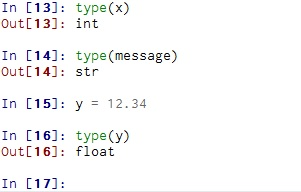 In [13]: type(x)
Out[13]: int
In [14]: type(message)
Out[14]: str
In [15]: y = 12.34
In [16]: type(y)
Out[16]: float
In [17]: